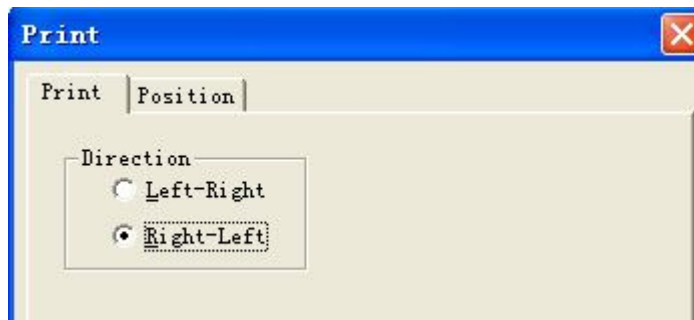 Print
Print Position
Direction
Left-Right
Right-Left